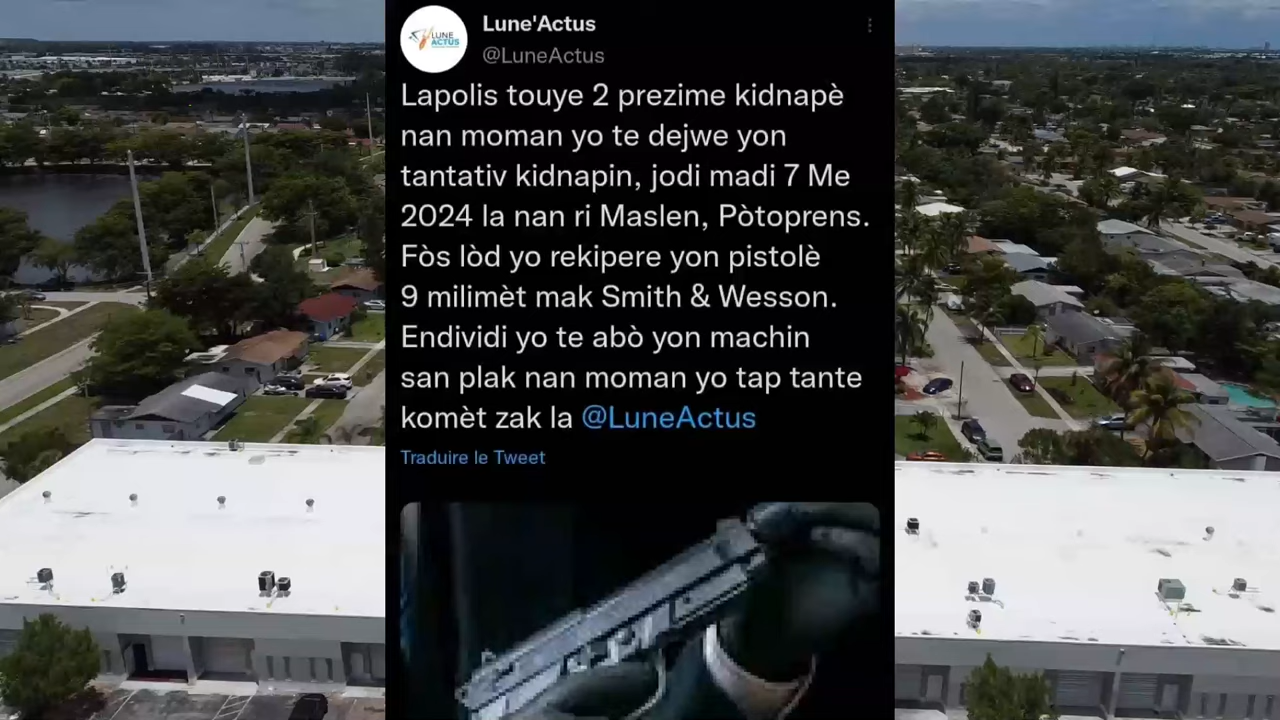 LUNE
ACTUS
Lune'Actus
@LuneActus
Lapolis touye 2 prezime kidnapè
nan moman yo te dejwe yon
tantativ kidnapin, jodi madi 7 Me
2024 la nan ri Maslen, Pòtoprens.
Fòs lòd yo rekipere yon pistolè
9 milimèt mak Smith & Wesson.
Endividi yo te abò yon machin
san plak nan moman yo tap tante
komèt zak la @LuneActus
Traduire le Tweet